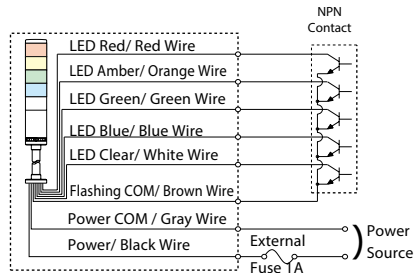 NPN
Contact
LED Red/ Red Wire
LED Amber/ Orange Wire
LED Green/ Green Wire
LED Blue/ Blue Wire
LED Clear/ White Wire
Flashing COM/ Brown Wire
Power COM / Gray Wire
Power/ Black Wire
External
Fuse 1A
Power
Source